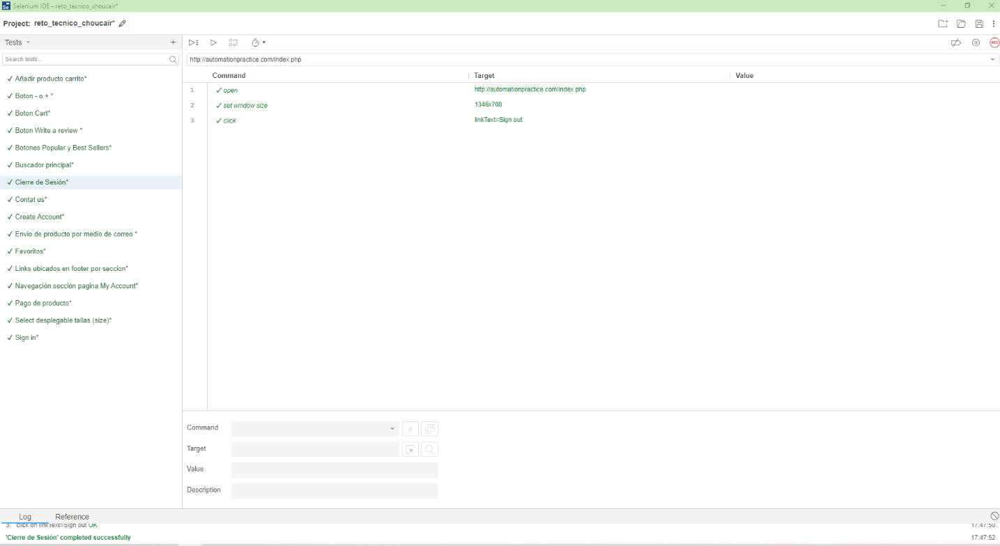 Selenium IDE - reto_tecnico_choucair*
Project: reto_tecnico_choucair*
Tests
Search tests...
✓ Añadir producto carrito*
✓ Boton - o + *
✓ Boton Cart*
✓ Boton Write a review *
✓ Botones Popular y Best Sellers*
✓ Buscador principal*
✓ Cierre de Sesión*
✓ Contat us*
✓ Create Account*
✓ Envio de producto por medio de correo *
✓ Favoritos*
✓ Links ubicados en footer por seccion*
✓ Navegación sección pagina My Account*
✓ Pago de producto*
✓ Select desplegable tallas (size)*
✓ Sign in*
REC
http://automationpractice.com/index.php
Command Target Value
1 ✓ open http://automationpractice.com/index.php
2 ✓ set window size 1346x708
3 ✓ click linkText=Sign out
Command //
Target
Value
Description
Log Reference
3. click on linkText=Sign out OK 17:47:50
'Cierre de Sesión' completed successfully 17:47:52